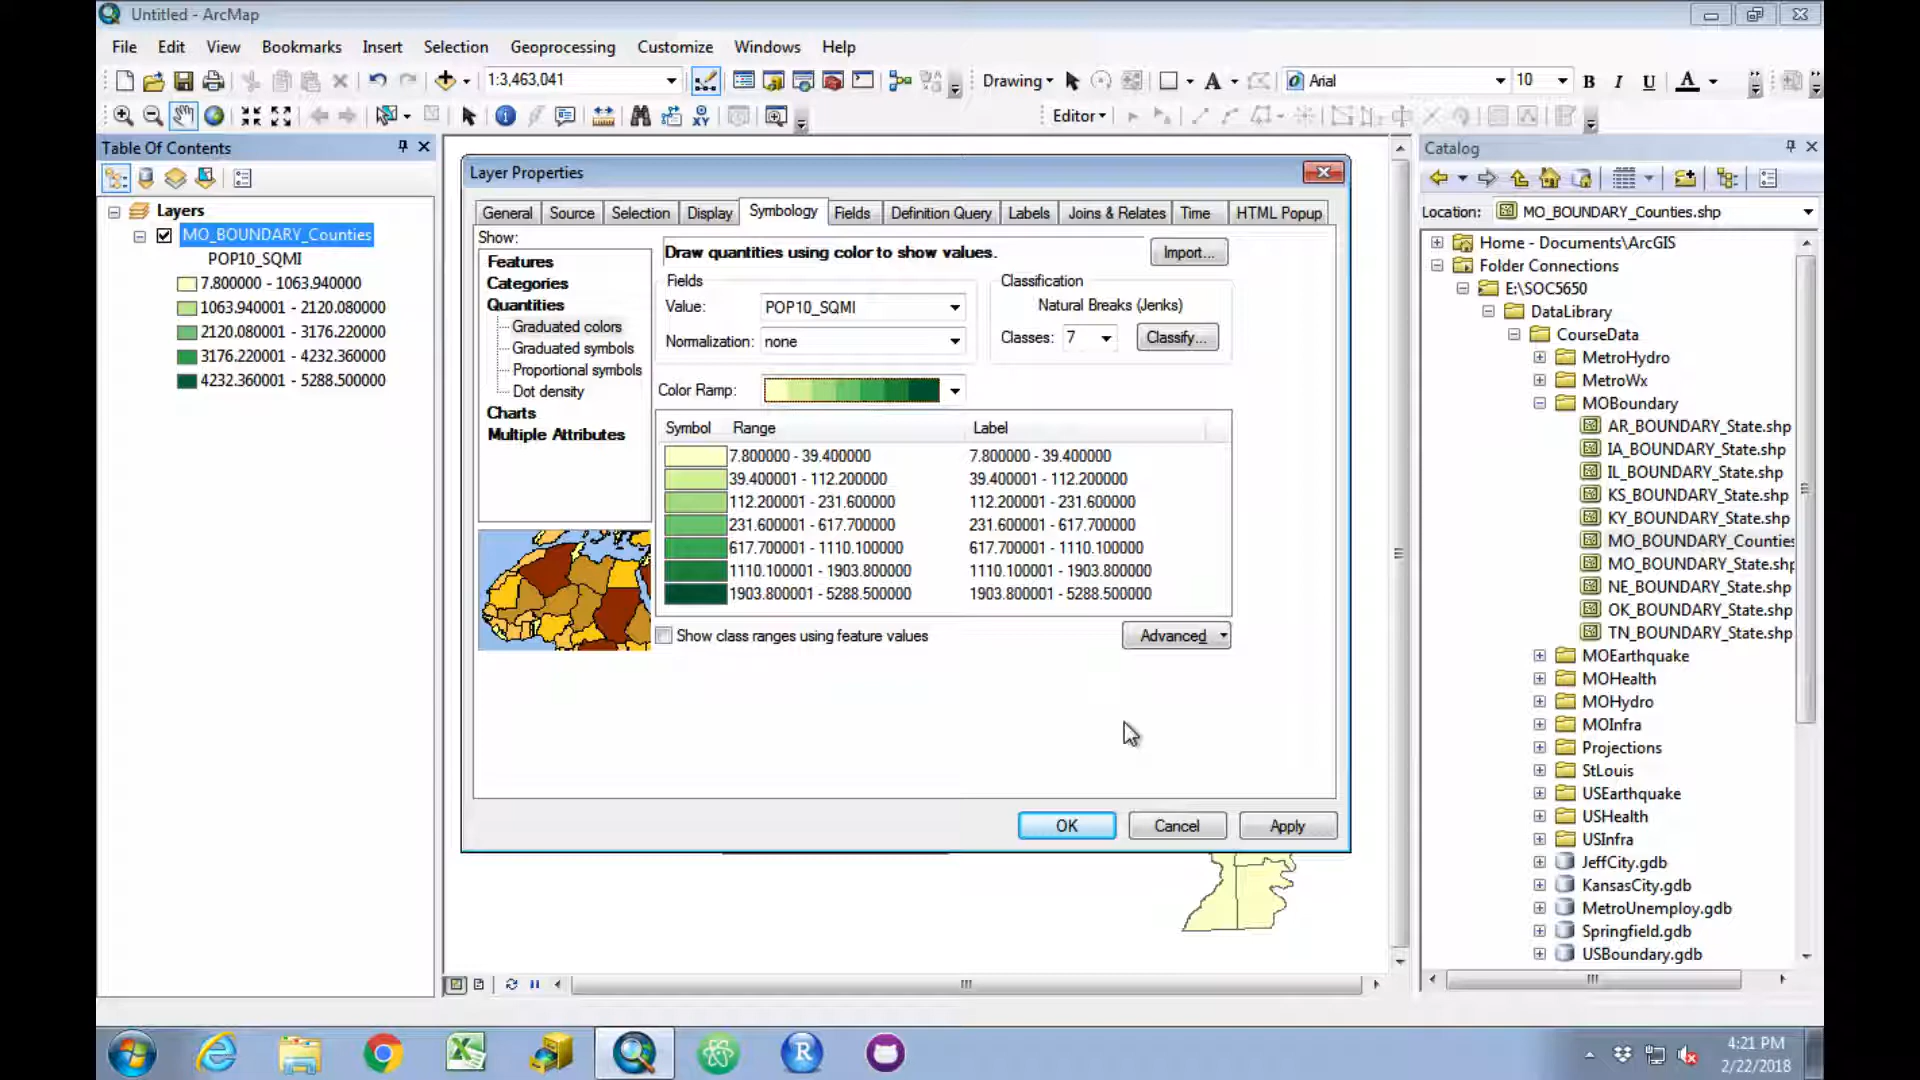 Untitled - ArcMap
File Edit View Bookmarks Insert Selection Geoprocessing Customize Windows Help
1:3,463,041 Drawing Arial 10 B I U A
Editor
Table Of Contents
Layers
MO_BOUNDARY_Counties
POP10_SQMI
7.800000 - 1063.940000
1063.940001 - 2120.080000
2120.080001 - 3176.220000
3176.220001 - 4232.360000
4232.360001 - 5288.500000
Layer Properties
General Source Selection Display Symbology Fields Definition Query Labels Joins & Relates Time HTML Popup
Show:
Features
Categories
Quantities
Graduated colors
Graduated symbols
Proportional symbols
Dot density
Charts
Multiple Attributes
Draw quantities using color to show values.
Import...
Fields
Value: POP10_SQMI
Normalization: none
Classification
Natural Breaks (Jenks)
Classes: 7 Classify...
Color Ramp:
Symbol Range Label
7.800000 - 39.400000 7.800000 - 39.400000
39.400001 - 112.200000 39.400001 - 112.200000
112.200001 - 231.600000 112.200001 - 231.600000
231.600001 - 617.700000 231.600001 - 617.700000
617.700001 - 1110.100000 617.700001 - 1110.100000
1110.100001 - 1903.800000 1110.100001 - 1903.800000
1903.800001 - 5288.500000 1903.800001 - 5288.500000
Show class ranges using feature values
Advanced
OK Cancel Apply
Catalog
Location: MO_BOUNDARY_Counties.shp
Home - Documents\ArcGIS
Folder Connections
E:\SOC5650
DataLibrary
CourseData
MetroHydro
MetroWx
MOBoundary
AR_BOUNDARY_State.shp
IA_BOUNDARY_State.shp
IL_BOUNDARY_State.shp
KS_BOUNDARY_State.shp
KY_BOUNDARY_State.shp
MO_BOUNDARY_Counties
MO_BOUNDARY_State.shp
NE_BOUNDARY_State.shp
OK_BOUNDARY_State.shp
TN_BOUNDARY_State.shp
MOEarthquake
MOHealth
MOHydro
MOInfra
Projections
StLouis
USEarthquake
USHealth
USInfra
JeffCity.gdb
KansasCity.gdb
MetroUnemploy.gdb
Springfield.gdb
USBoundary.gdb
4:21 PM
2/22/2018